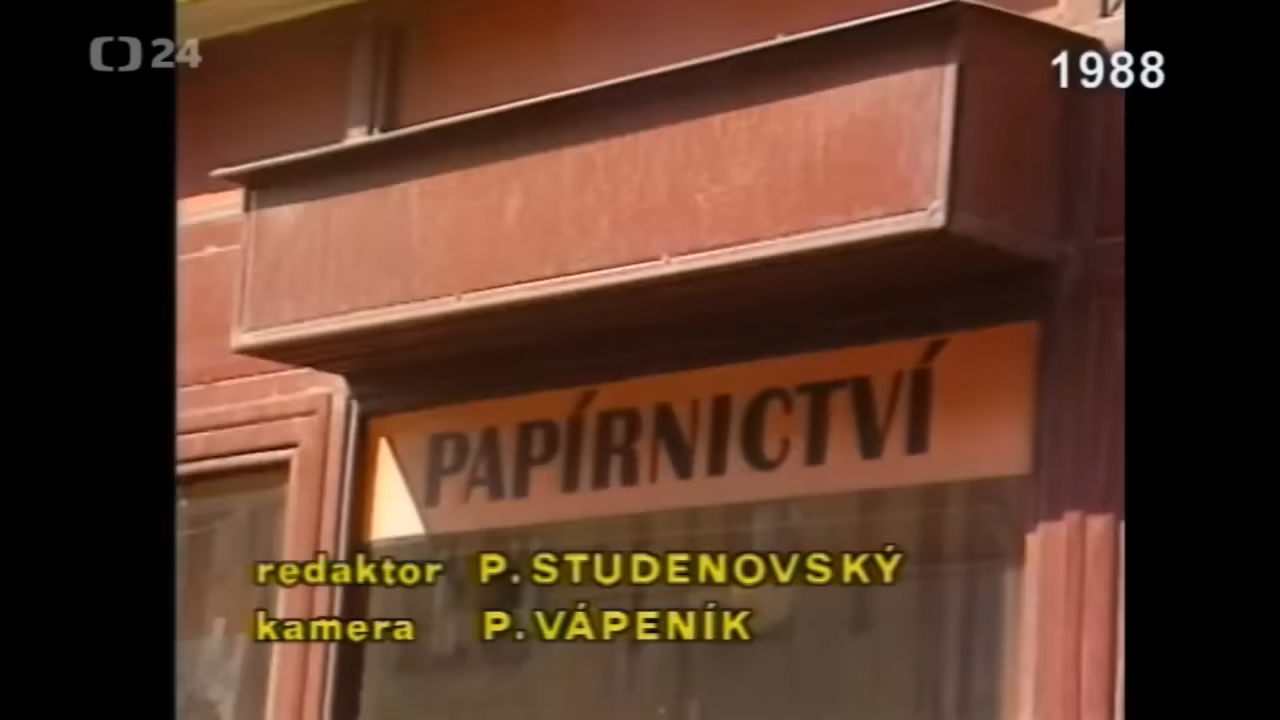 24
1988
PAPÍRNICTVÍ
redaktor P. STUDENOVSKÝ
kamera P. VÁPENÍK